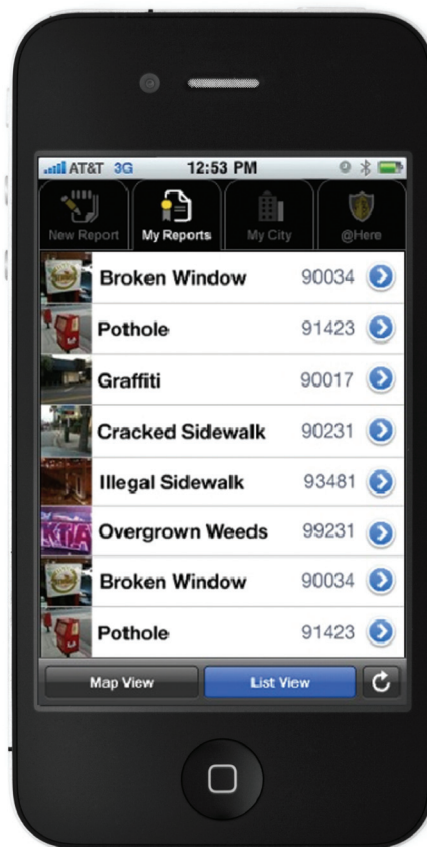 AT&T 3G 12:53 PM
New Report My Reports My City @Here
Broken Window 90034
Pothole 91423
Graffiti 90017
Cracked Sidewalk 90231
Illegal Sidewalk 93481
Overgrown Weeds 99231
Broken Window 90034
Pothole 91423
Map View List View